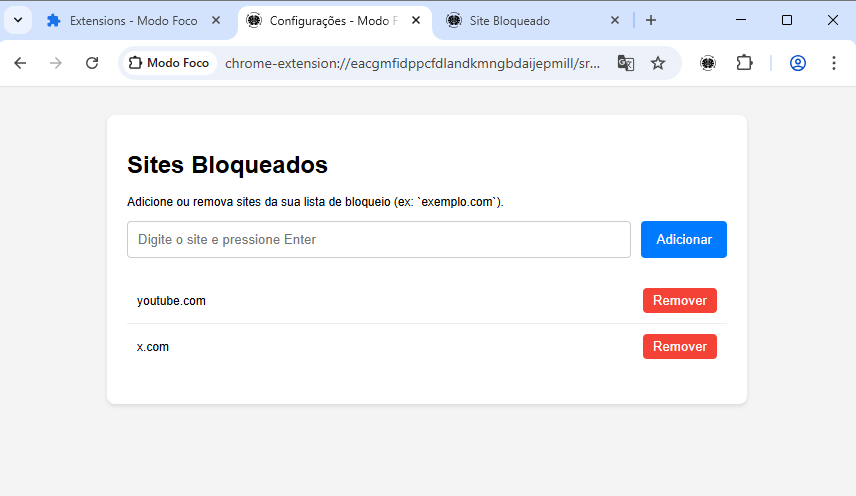 Extensions - Modo Foco
Configurações - Modo F
Site Bloqueado
Modo Foco
chrome-extension://eacgmfidppcfdlandkmngbdaijepmill/sr...
Sites Bloqueados
Adicione ou remova sites da sua lista de bloqueio (ex: `exemplo.com`).
Digite o site e pressione Enter
Adicionar
youtube.com
Remover
x.com
Remover